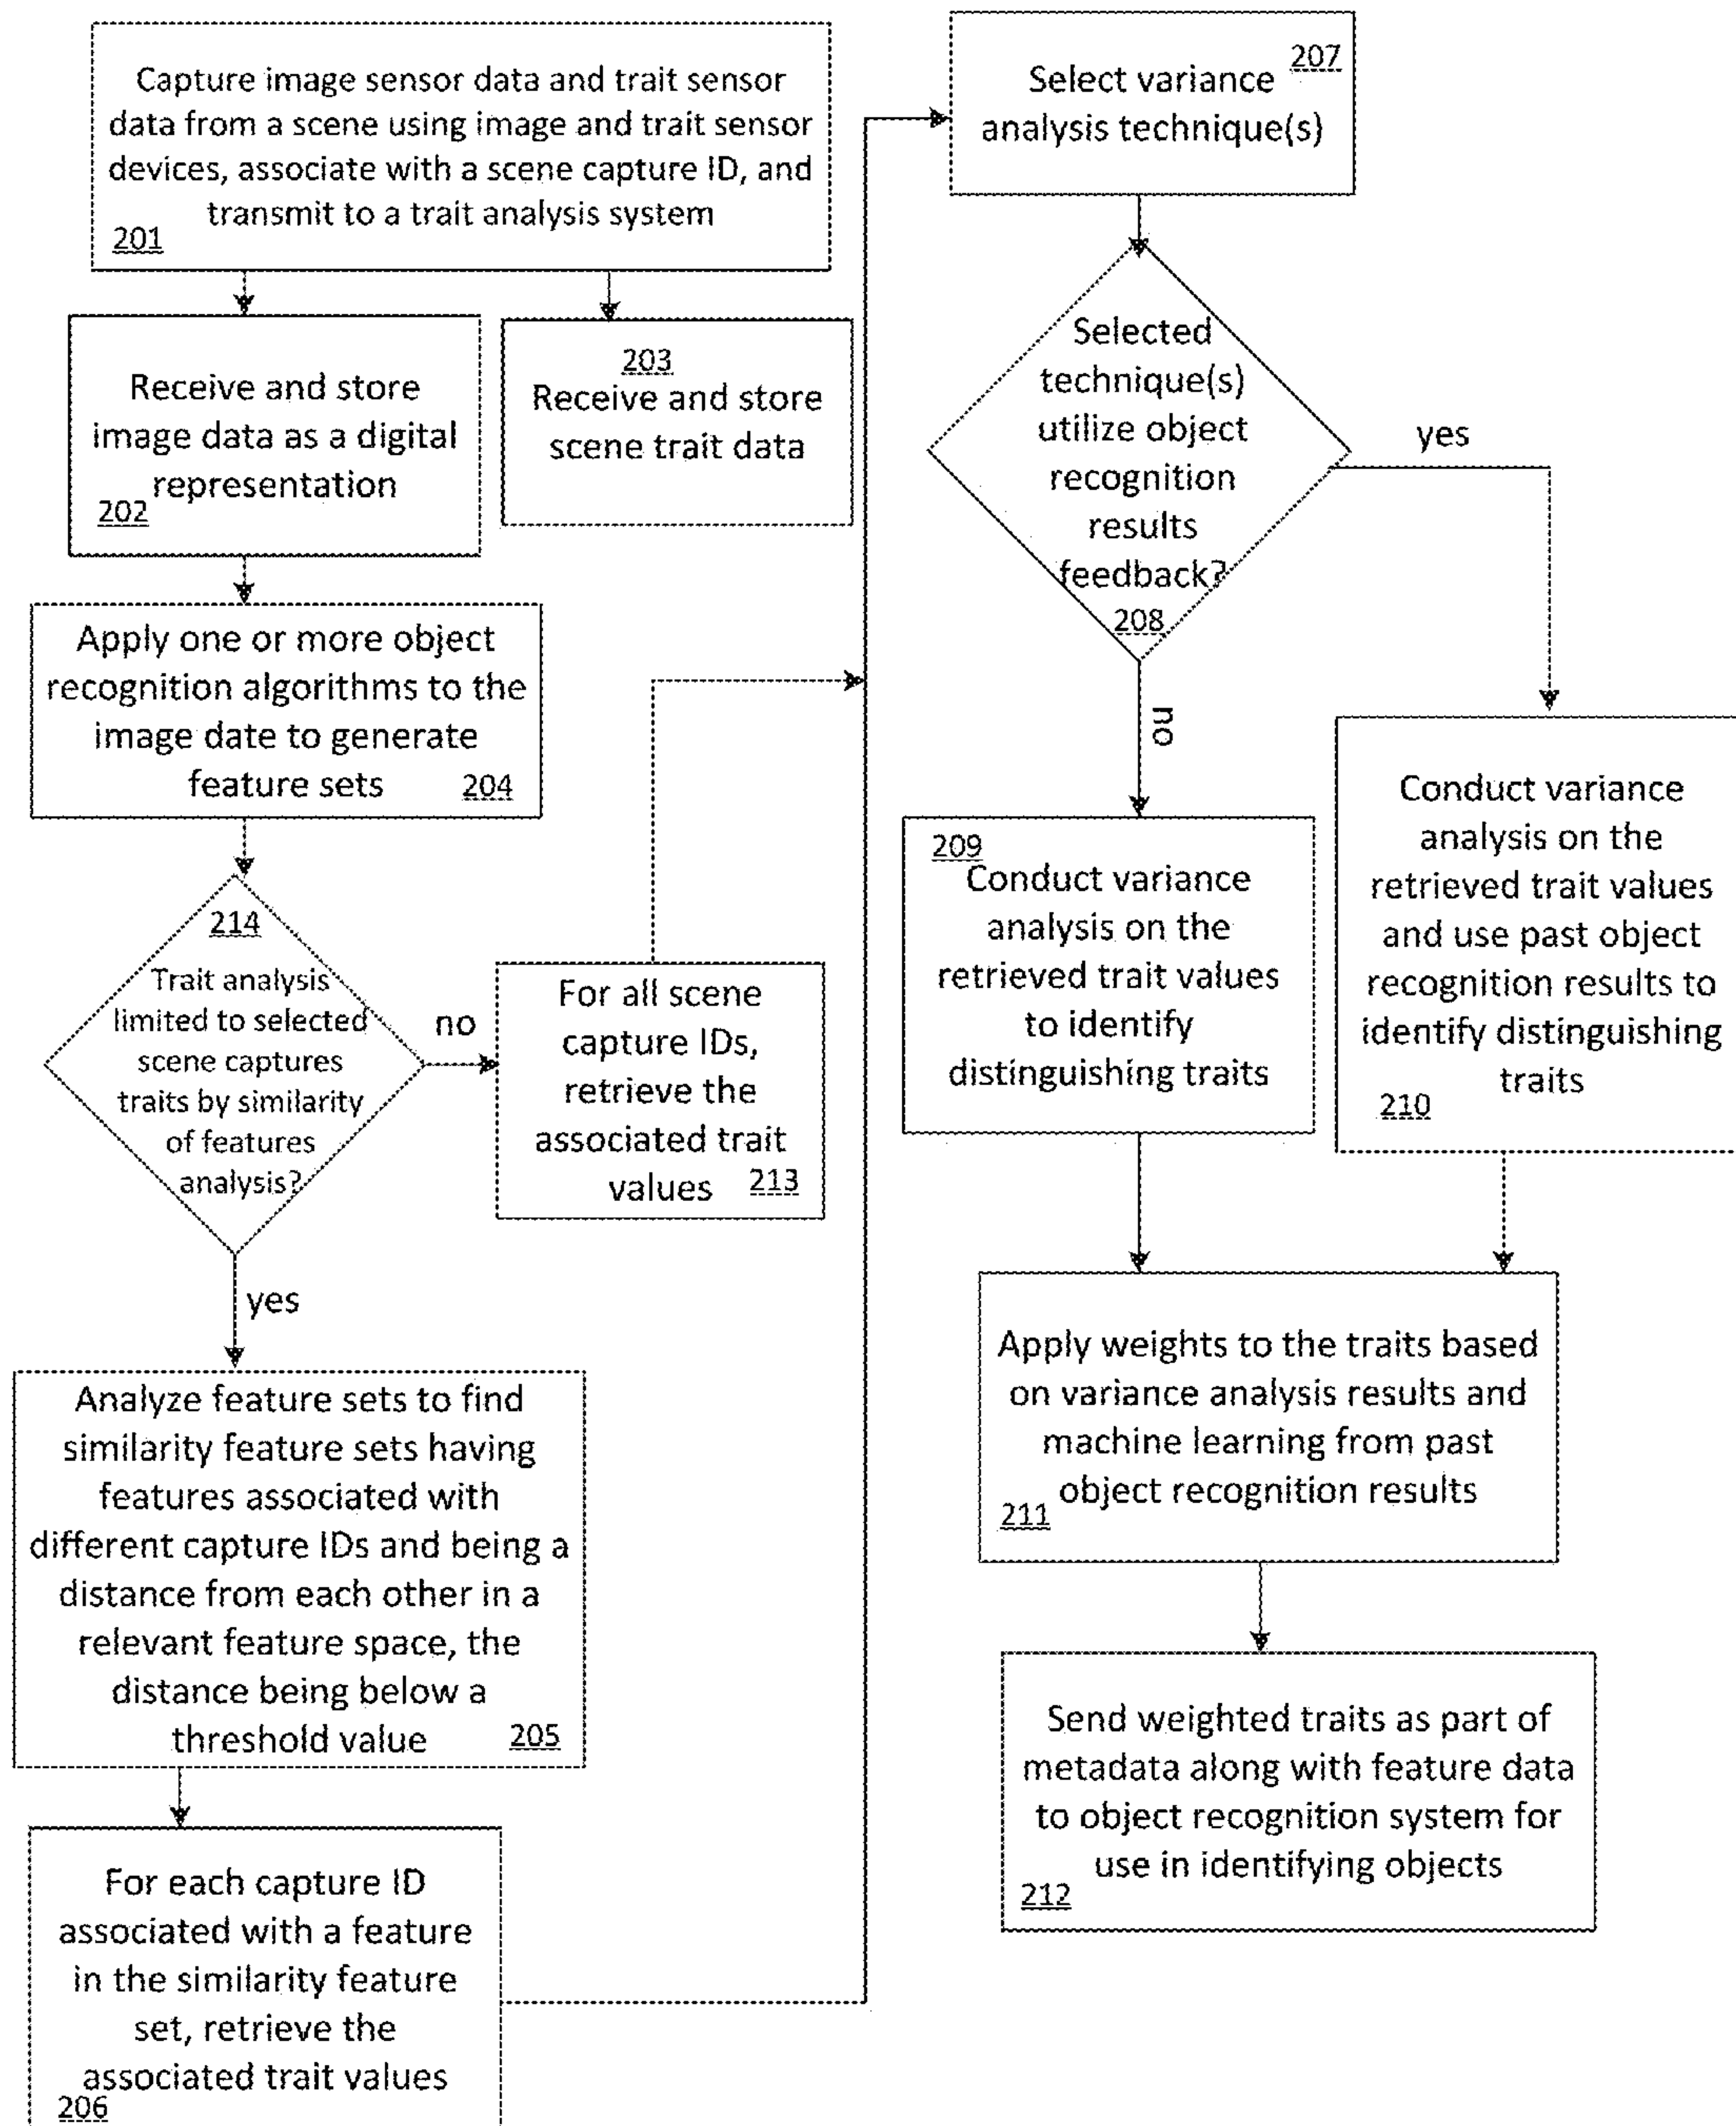 Capture image sensor data and trait sensor
data from a scene using image and trait sensor
devices, associate with a scene capture ID, and
transmit to a trait analysis system
201
Receive and store
image data as a digital
representation
202
203
Receive and store
scene trait data
Apply one or more object
recognition algorithms to the
image date to generate
feature sets 204
214
Trait analysis
limited to selected
scene captures
traits by similarity
of features
analysis?
no
yes
For all scene
capture IDs,
retrieve the
associated trait
values 213
Analyze feature sets to find
similarity feature sets having
features associated with
different capture IDs and being a
distance from each other in a
relevant feature space, the
distance being below a
threshold value 205
For each capture ID
associated with a feature
in the similarity feature
set, retrieve the
associated trait values
206
207
Select variance
analysis technique(s)
Selected
technique(s)
utilize object
recognition
results
feedback?
208
yes
no
209
Conduct variance
analysis on the
retrieved trait values
to identify
distinguishing traits
Conduct variance
analysis on the
retrieved trait values
and use past object
recognition results to
identify distinguishing
traits
210
Apply weights to the traits based
on variance analysis results and
machine learning from past
object recognition results
211
Send weighted traits as part of
metadata along with feature data
to object recognition system for
use in identifying objects
212